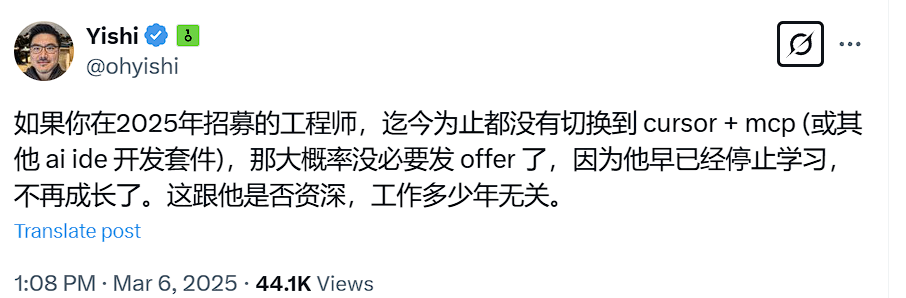 Yishi
@ohyishi
如果你在2025年招募的工程师，迄今为止都没有切换到 cursor + mcp (或其
他 ai ide 开发套件)，那大概率没必要发 offer 了，因为他早已经停止学习，
不再成长了。这跟他是否资深，工作多少年无关。
Translate post
1:08 PM · Mar 6, 2025 · 44.1K Views